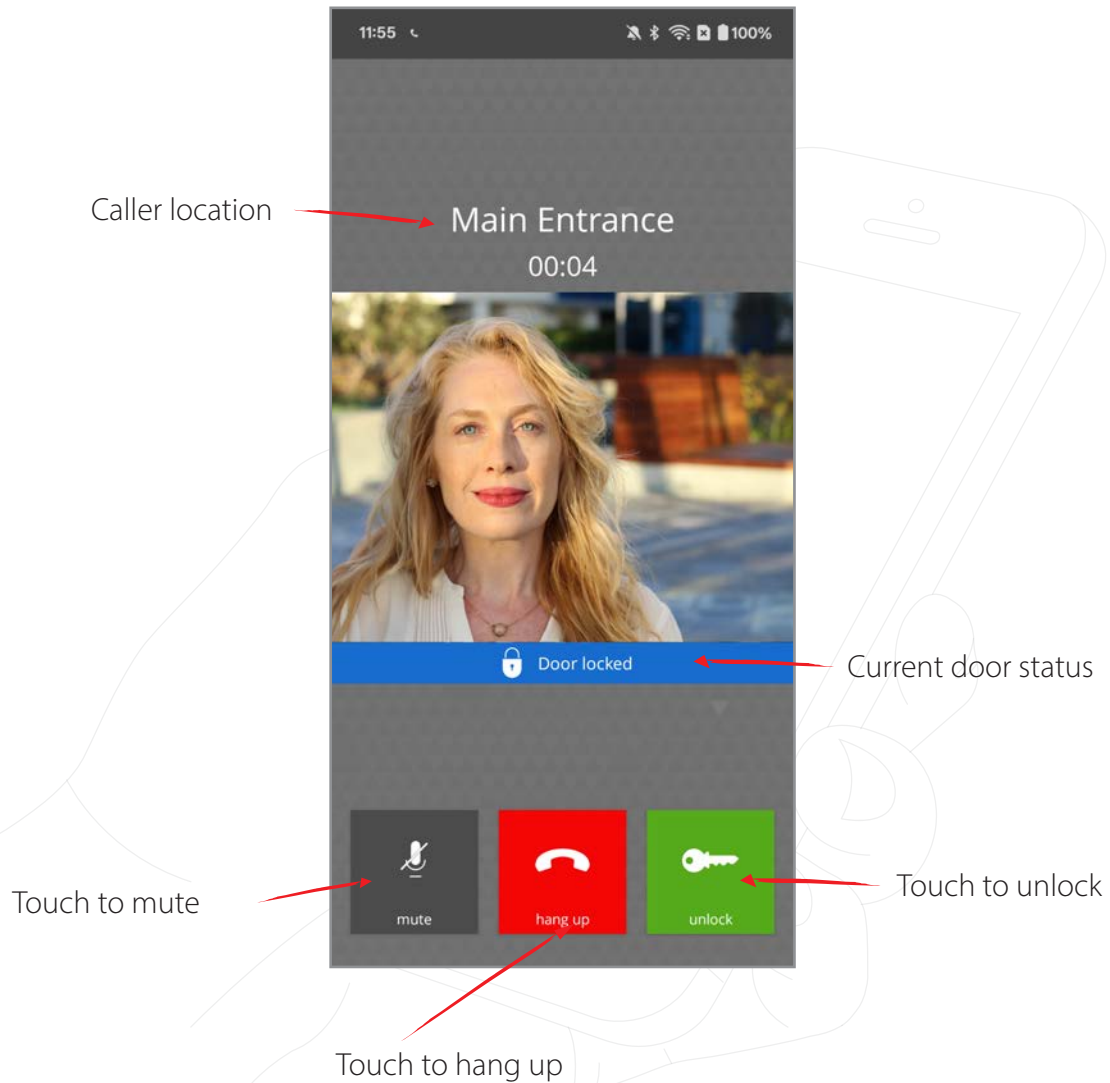 11:55
100%
Caller location
Main Entrance
00:04
Door locked
Current door status
Touch to mute
mute
hang up
unlock
Touch to unlock
Touch to hang up